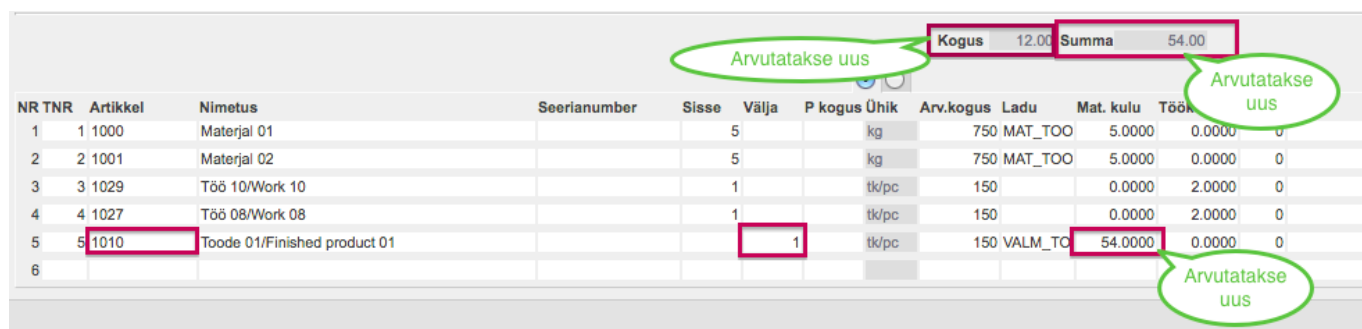 Kogus 12.00 Summa 54.00
Arvutatakse uus
Arvutatakse
uus
NR TNR Artikkel Nimetus Seerianumber Sisse Välja P kogus Ühik Arv.kogus Ladu Mat. kulu
1 1 1000 Materjal 01 5 kg 750 MAT_TOO 5.0000 0.0000 0
2 2 1001 Materjal 02 5 kg 750 MAT_TOO 5.0000 0.0000 0
3 3 1029 Töö 10/Work 10 1 tk/pc 150 0.0000 2.0000 0
4 4 1027 Töö 08/Work 08 1 tk/pc 150 0.0000 2.0000 0
5 5 1010 Toode 01/Finished product 01 1 tk/pc 150 VALM_TO 54.0000 0.0000 0
6
Arvutatakse
uus